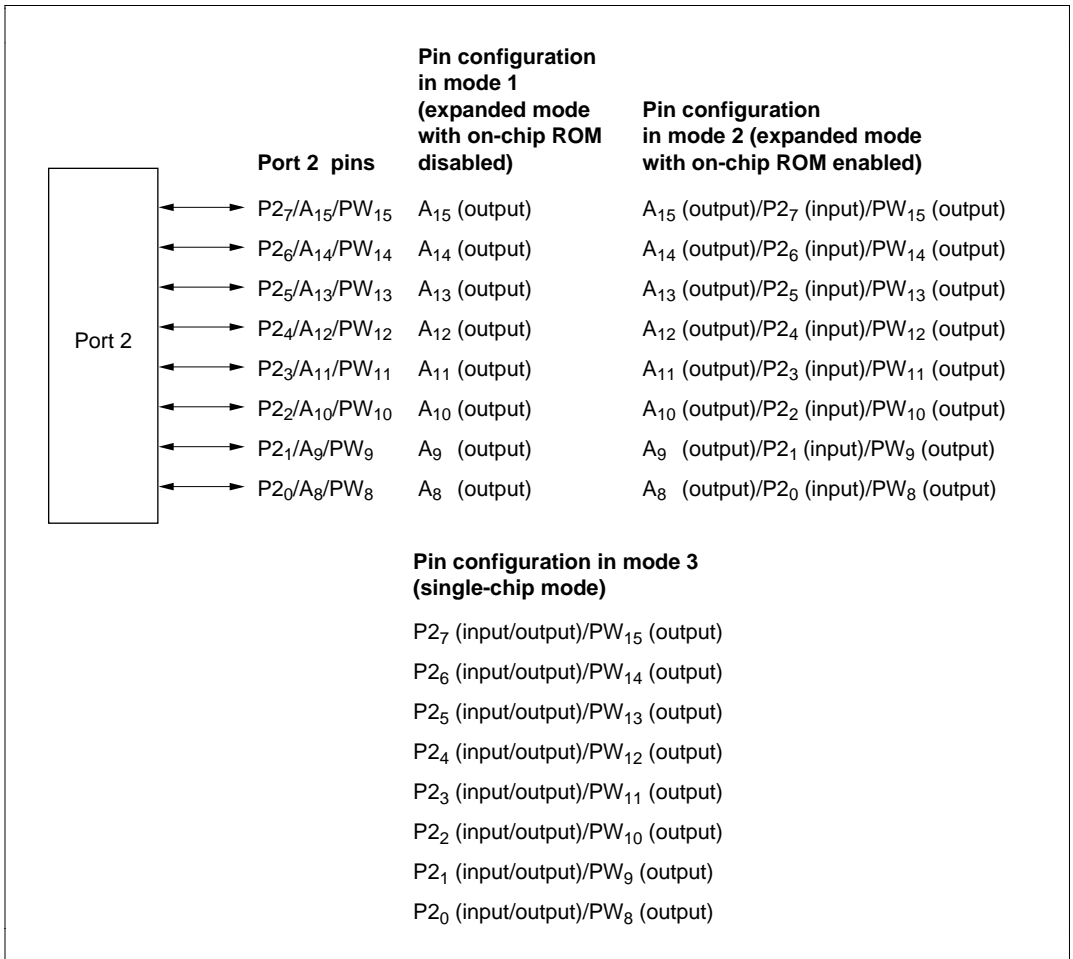 Pin configuration
in mode 1
(expanded mode
with on-chip ROM
disabled)
Pin configuration
in mode 2 (expanded mode
with on-chip ROM enabled)
Port 2 pins
Port 2
P2₇/A₁₅/PW₁₅ A₁₅ (output) A₁₅ (output)/P2₇ (input)/PW₁₅ (output)
P2₆/A₁₄/PW₁₄ A₁₄ (output) A₁₄ (output)/P2₆ (input)/PW₁₄ (output)
P2₅/A₁₃/PW₁₃ A₁₃ (output) A₁₃ (output)/P2₅ (input)/PW₁₃ (output)
P2₄/A₁₂/PW₁₂ A₁₂ (output) A₁₂ (output)/P2₄ (input)/PW₁₂ (output)
P2₃/A₁₁/PW₁₁ A₁₁ (output) A₁₁ (output)/P2₃ (input)/PW₁₁ (output)
P2₂/A₁₀/PW₁₀ A₁₀ (output) A₁₀ (output)/P2₂ (input)/PW₁₀ (output)
P2₁/A₉/PW₉ A₉ (output) A₉ (output)/P2₁ (input)/PW₉ (output)
P2₀/A₈/PW₈ A₈ (output) A₈ (output)/P2₀ (input)/PW₈ (output)
Pin configuration in mode 3
(single-chip mode)
P2₇ (input/output)/PW₁₅ (output)
P2₆ (input/output)/PW₁₄ (output)
P2₅ (input/output)/PW₁₃ (output)
P2₄ (input/output)/PW₁₂ (output)
P2₃ (input/output)/PW₁₁ (output)
P2₂ (input/output)/PW₁₀ (output)
P2₁ (input/output)/PW₉ (output)
P2₀ (input/output)/PW₈ (output)